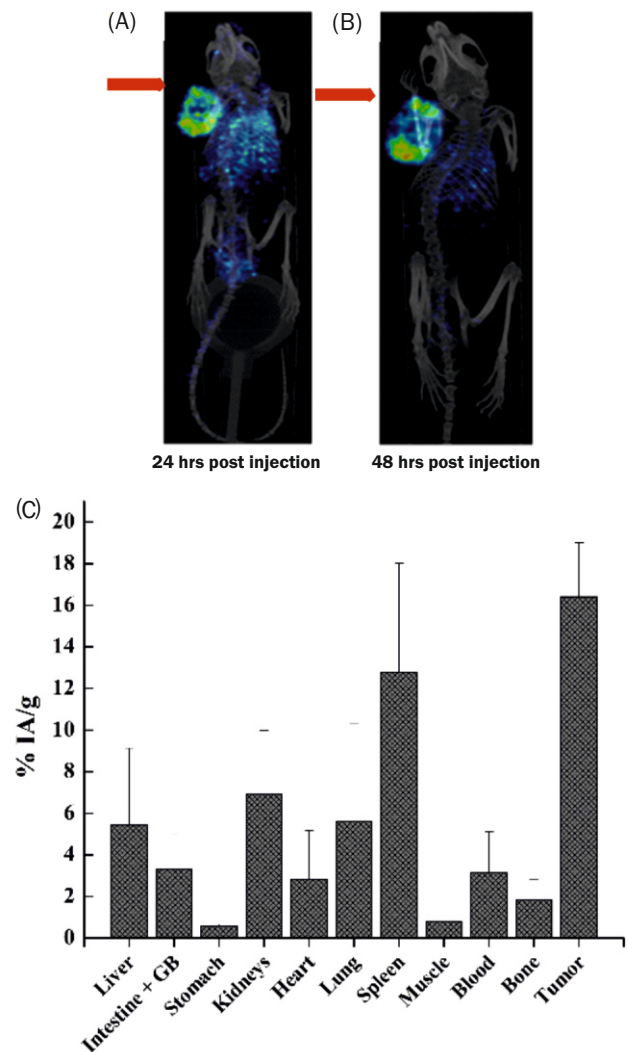 (A)
(B)
24 hrs post injection
48 hrs post injection
(C)
% IA/g
20
18
16
14
12
10
8
6
4
2
0
Liver
Intestine + GB
Stomach
Kidneys
Heart
Lung
Spleen
Muscle
Blood
Bone
Tumor